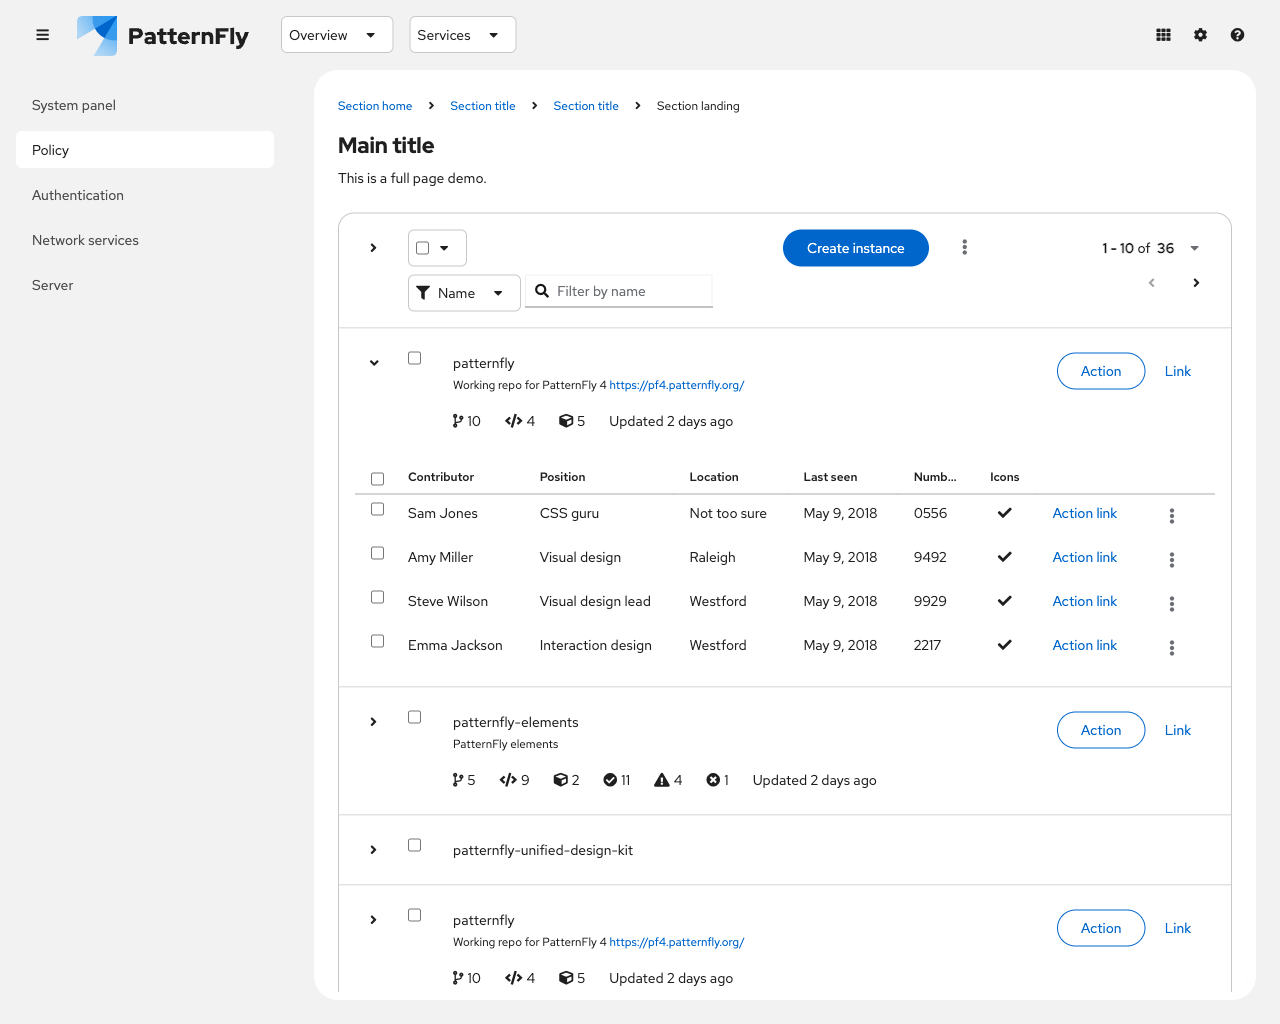 PatternFly Overview Services
System panel
Policy
Authentication
Network services
Server
Section home Section title Section title Section landing
Main title
This is a full page demo.
Create instance 1 - 10 of 36
Name Filter by name
patternfly Action Link
Working repo for PatternFly 4 https://pf4.patternfly.org/
10 4 5 Updated 2 days ago
Contributor Position Location Last seen Numb... Icons
Sam Jones CSS guru Not too sure May 9, 2018 0556 Action link
Amy Miller Visual design Raleigh May 9, 2018 9492 Action link
Steve Wilson Visual design lead Westford May 9, 2018 9929 Action link
Emma Jackson Interaction design Westford May 9, 2018 2217 Action link
patternfly-elements Action Link
PatternFly elements
5 9 2 11 4 1 Updated 2 days ago
patternfly-unified-design-kit
patternfly Action Link
Working repo for PatternFly 4 https://pf4.patternfly.org/
10 4 5 Updated 2 days ago